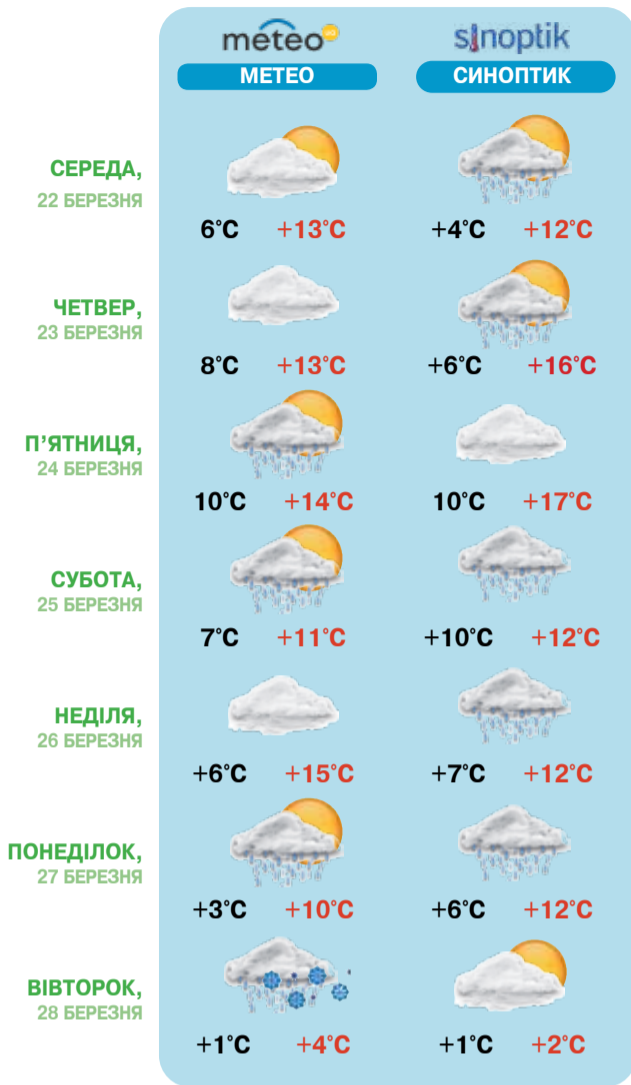 meteo ua sinoptik
МЕТЕО СИНОПТИК
СЕРЕДА,
22 БЕРЕЗНЯ
6°C +13°C +4°C +12°C
ЧЕТВЕР,
23 БЕРЕЗНЯ
8°C +13°C +6°C +16°C
П’ЯТНИЦЯ,
24 БЕРЕЗНЯ
10°C +14°C 10°C +17°C
СУБОТА,
25 БЕРЕЗНЯ
7°C +11°C +10°C +12°C
НЕДІЛЯ,
26 БЕРЕЗНЯ
+6°C +15°C +7°C +12°C
ПОНЕДІЛОК,
27 БЕРЕЗНЯ
+3°C +10°C +6°C +12°C
ВІВТОРОК,
28 БЕРЕЗНЯ
+1°C +4°C +1°C +2°C